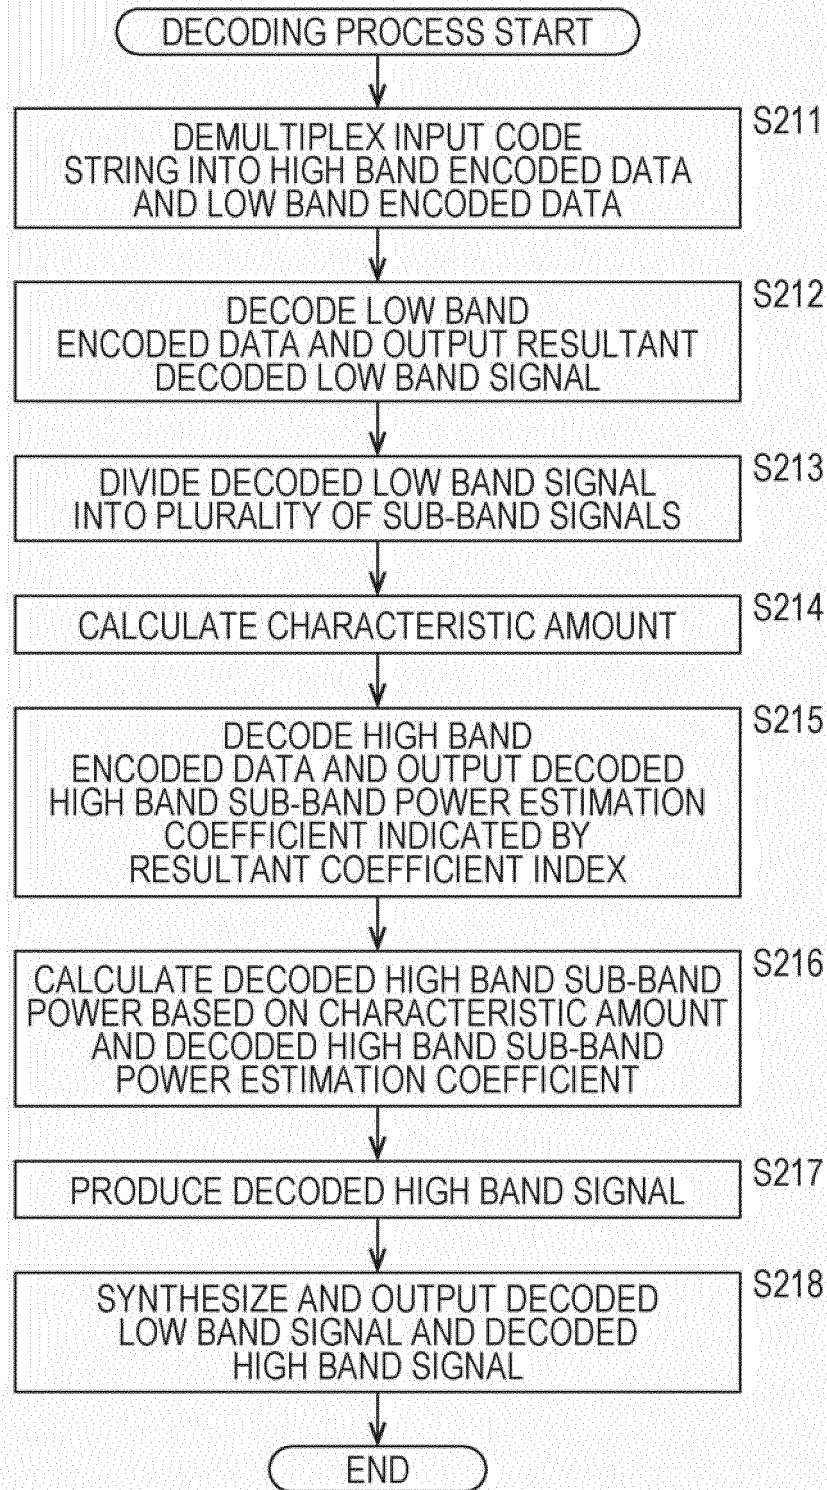 DECODING PROCESS START
S211
DEMULTIPLEX INPUT CODE
STRING INTO HIGH BAND ENCODED DATA
AND LOW BAND ENCODED DATA
S212
DECODE LOW BAND
ENCODED DATA AND OUTPUT RESULTANT
DECODED LOW BAND SIGNAL
S213
DIVIDE DECODED LOW BAND SIGNAL
INTO PLURALITY OF SUB-BAND SIGNALS
S214
CALCULATE CHARACTERISTIC AMOUNT
S215
DECODE HIGH BAND
ENCODED DATA AND OUTPUT DECODED
HIGH BAND SUB-BAND POWER ESTIMATION
COEFFICIENT INDICATED BY
RESULTANT COEFFICIENT INDEX
S216
CALCULATE DECODED HIGH BAND SUB-BAND
POWER BASED ON CHARACTERISTIC AMOUNT
AND DECODED HIGH BAND SUB-BAND
POWER ESTIMATION COEFFICIENT
S217
PRODUCE DECODED HIGH BAND SIGNAL
S218
SYNTHESIZE AND OUTPUT DECODED
LOW BAND SIGNAL AND DECODED
HIGH BAND SIGNAL
END